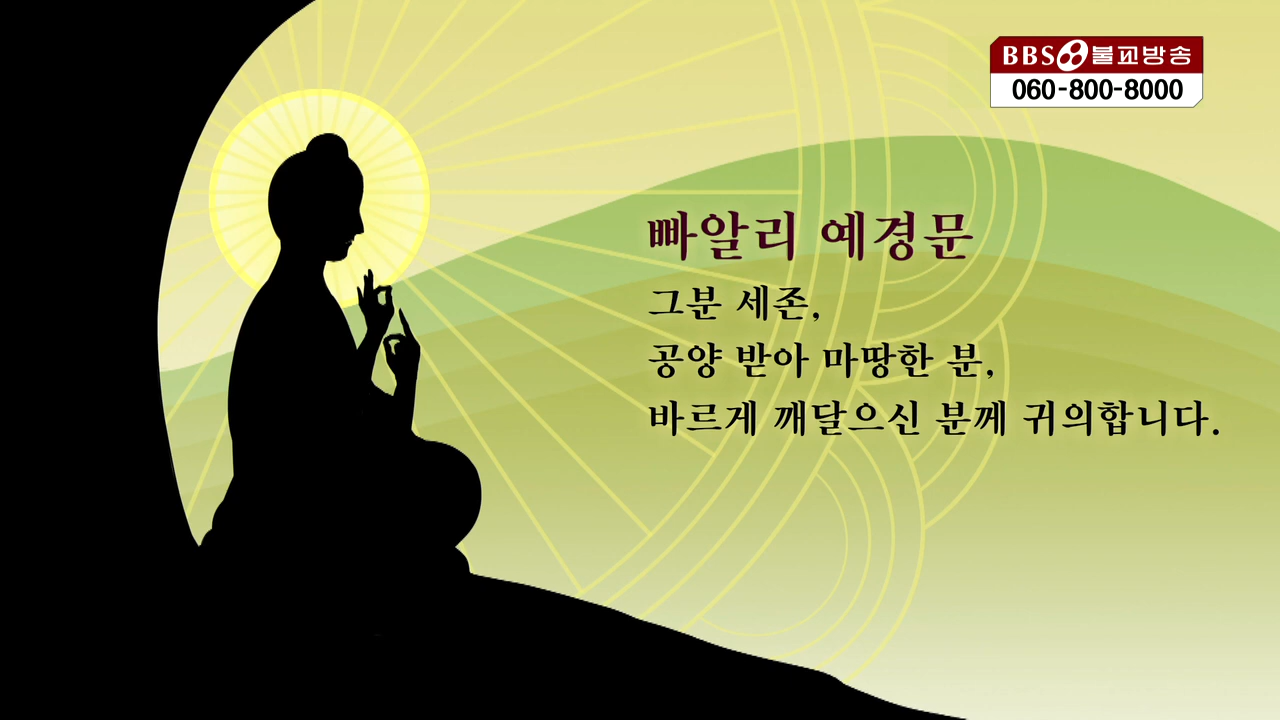 BBS 불교방송
060-800-8000
빠알리 예경문
그분 세존,
공양 받아 마땅한 분,
바르게 깨달으신 분께 귀의합니다.